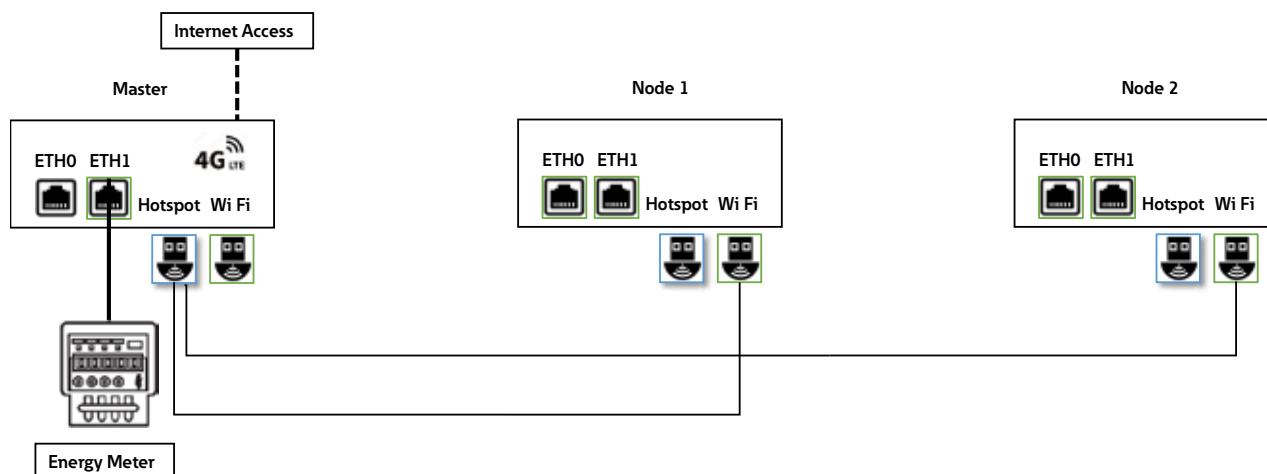 Internet Access
Master
Node 1
Node 2
ETH0 ETH1
4G LTE
Hotspot Wi Fi
ETH0 ETH1
Hotspot Wi Fi
ETH0 ETH1
Hotspot Wi Fi
Energy Meter